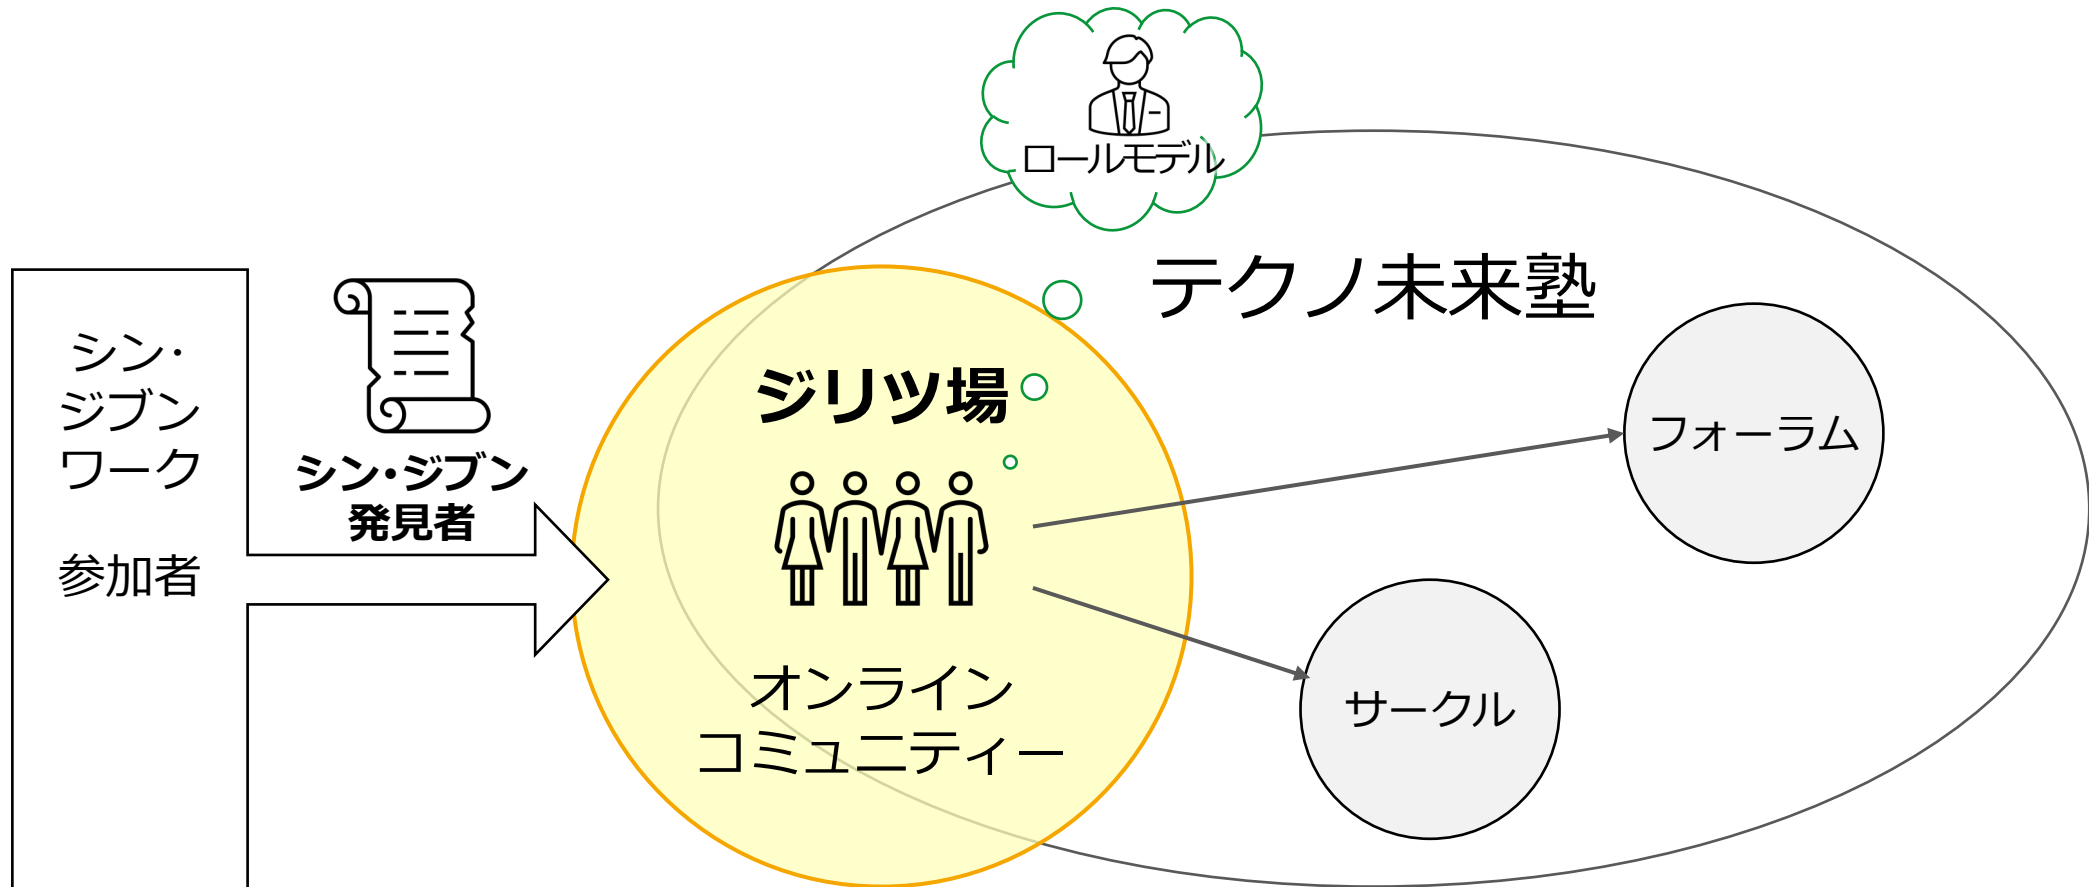 ロールモデル
テクノ未来塾
シン・
ジブン
ワーク
参加者
シン・ジブン
発見者
ジリツ場
オンライン
コミュニティー
フォーラム
サークル